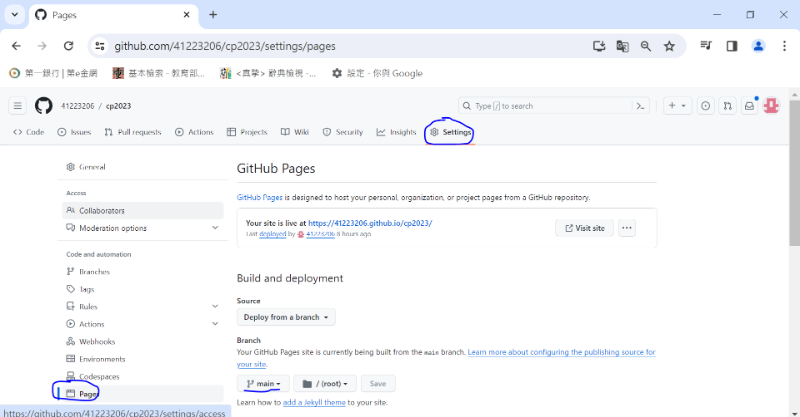 Pages
github.com/41223206/cp2023/settings/pages
第一銀行 | 第e金網
基本檢索 - 教育部...
<真摯> 辭典檢視 -...
設定 - 你與 Google
41223206 / cp2023
Type / to search
Code
Issues
Pull requests
Actions
Projects
Wiki
Security
Insights
Settings
General
Access
Collaborators
Moderation options
Code and automation
Branches
Tags
Rules
Actions
Webhooks
Environments
Codespaces
Pages
GitHub Pages
GitHub Pages is designed to host your personal, organization, or project pages from a GitHub repository.
Your site is live at https://41223206.github.io/cp2023/
Last deployed by 41223206 8 hours ago
Visit site
Build and deployment
Source
Deploy from a branch
Branch
Your GitHub Pages site is currently being built from the main branch. Learn more about configuring the publishing source for
your site.
main
/ (root)
Save
Learn how to add a Jekyll theme to your site.
https://github.com/41223206/cp2023/settings/access